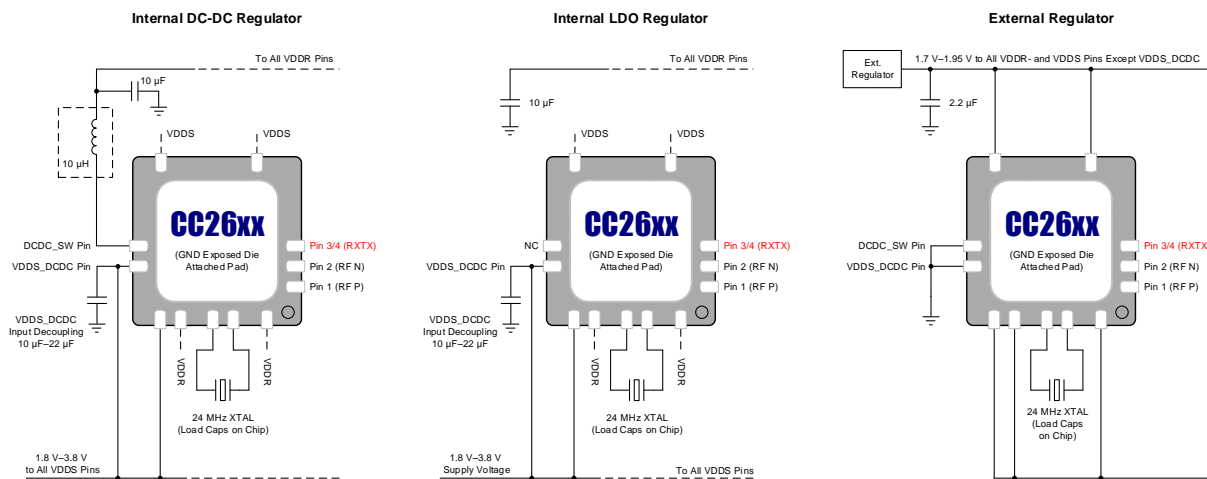 Internal DC-DC Regulator
To All VDDR Pins
10 µF
10 µH
VDDS
VDDS
CC26xx
(GND Exposed Die
Attached Pad)
DCDC_SW Pin
VDDS_DCDC Pin
Pin 3/4 (RXTX)
Pin 2 (RF N)
Pin 1 (RF P)
VDDS_DCDC
Input Decoupling
10 µF–22 µF
VDDR
VDDR
24 MHz XTAL
(Load Caps on Chip)
1.8 V–3.8 V
to All VDDS Pins
Internal LDO Regulator
To All VDDR Pins
10 µF
VDDS
VDDS
CC26xx
(GND Exposed Die
Attached Pad)
NC
VDDS_DCDC Pin
Pin 3/4 (RXTX)
Pin 2 (RF N)
Pin 1 (RF P)
VDDS_DCDC
Input Decoupling
10 µF–22 µF
VDDR
VDDR
24 MHz XTAL
(Load Caps on Chip)
1.8 V–3.8 V
Supply Voltage
To All VDDS Pins
External Regulator
Ext.
Regulator
1.7 V–1.95 V to All VDDR- and VDDS Pins Except VDDS_DCDC
2.2 µF
CC26xx
(GND Exposed Die
Attached Pad)
DCDC_SW Pin
VDDS_DCDC Pin
Pin 3/4 (RXTX
Pin 2 (RF N)
Pin 1 (RF P)
24 MHz XTAL
(Load Caps
on Chip)